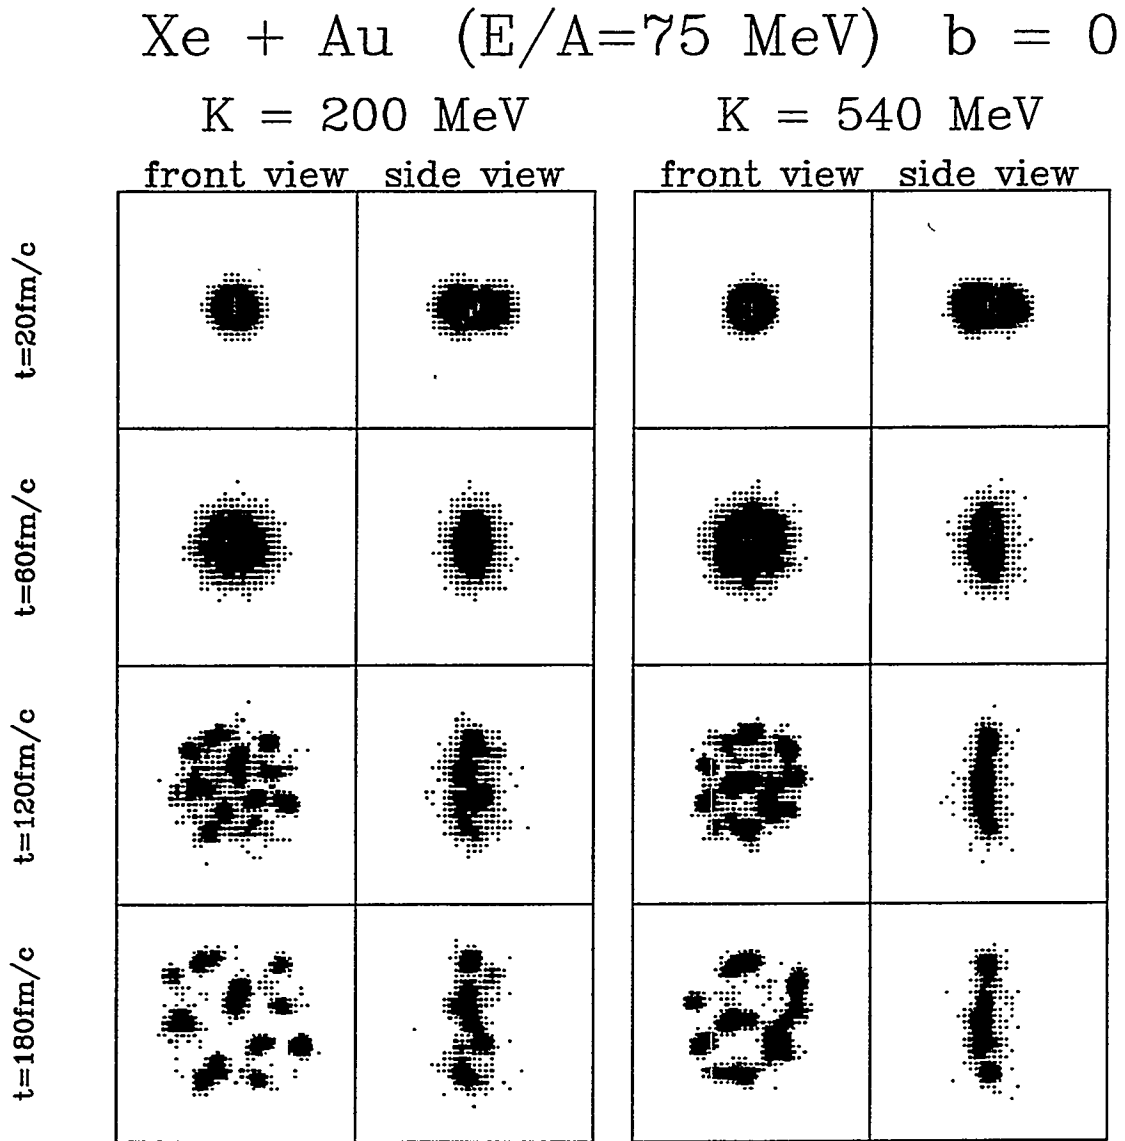 Xe + Au (E/A=75 MeV) b = 0
K = 200 MeV K = 540 MeV
front view side view front view side view
t=20fm/c
t=60fm/c
t=120fm/c
t=180fm/c